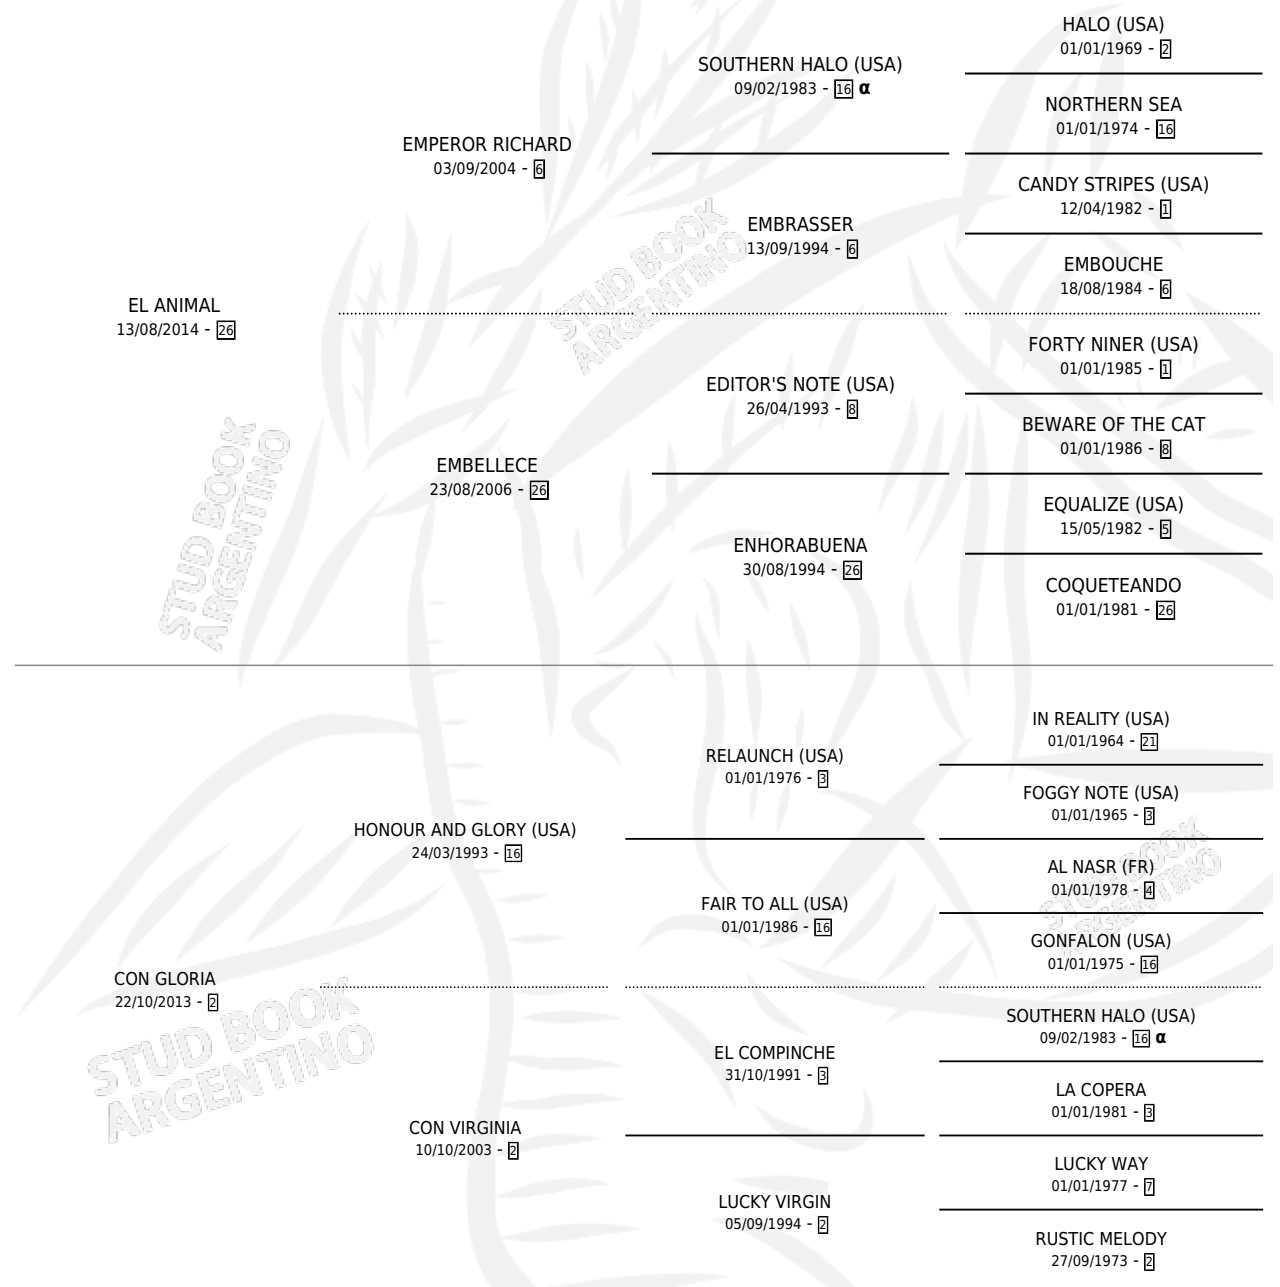 HALO (USA)
01/01/1969 - 2
SOUTHERN HALO (USA)
09/02/1983 - 16 α
NORTHERN SEA
01/01/1974 - 16
EMPEROR RICHARD
03/09/2004 - 6
CANDY STRIPES (USA)
12/04/1982 - 1
EMBRASSER
13/09/1994 - 6
EMBOUCHE
18/08/1984 - 6
EL ANIMAL
13/08/2014 - 26
FORTY NINER (USA)
01/01/1985 - 1
EDITOR'S NOTE (USA)
26/04/1993 - 8
BEWARE OF THE CAT
01/01/1986 - 8
EMBELLECE
23/08/2006 - 26
EQUALIZE (USA)
15/05/1982 - 5
ENHORABUENA
30/08/1994 - 26
COQUETEANDO
01/01/1981 - 26
STUD BOOK
ARGENTINO
STUD BOOK
ARGENTINO
IN REALITY (USA)
01/01/1964 - 21
RELAUNCH (USA)
01/01/1976 - 3
FOGGY NOTE (USA)
01/01/1965 - 3
HONOUR AND GLORY (USA)
24/03/1993 - 16
AL NASR (FR)
01/01/1978 - 4
FAIR TO ALL (USA)
01/01/1986 - 16
GONFALON (USA)
01/01/1975 - 16
CON GLORIA
22/10/2013 - 2
SOUTHERN HALO (USA)
09/02/1983 - 16 α
EL COMPINCHE
31/10/1991 - 3
LA COPERA
01/01/1981 - 3
CON VIRGINIA
10/10/2003 - 2
LUCKY WAY
01/01/1977 - 7
LUCKY VIRGIN
05/09/1994 - 2
RUSTIC MELODY
27/09/1973 - 2
STUD BOOK
ARGENTINO
STUD BOOK
ARGENTINO